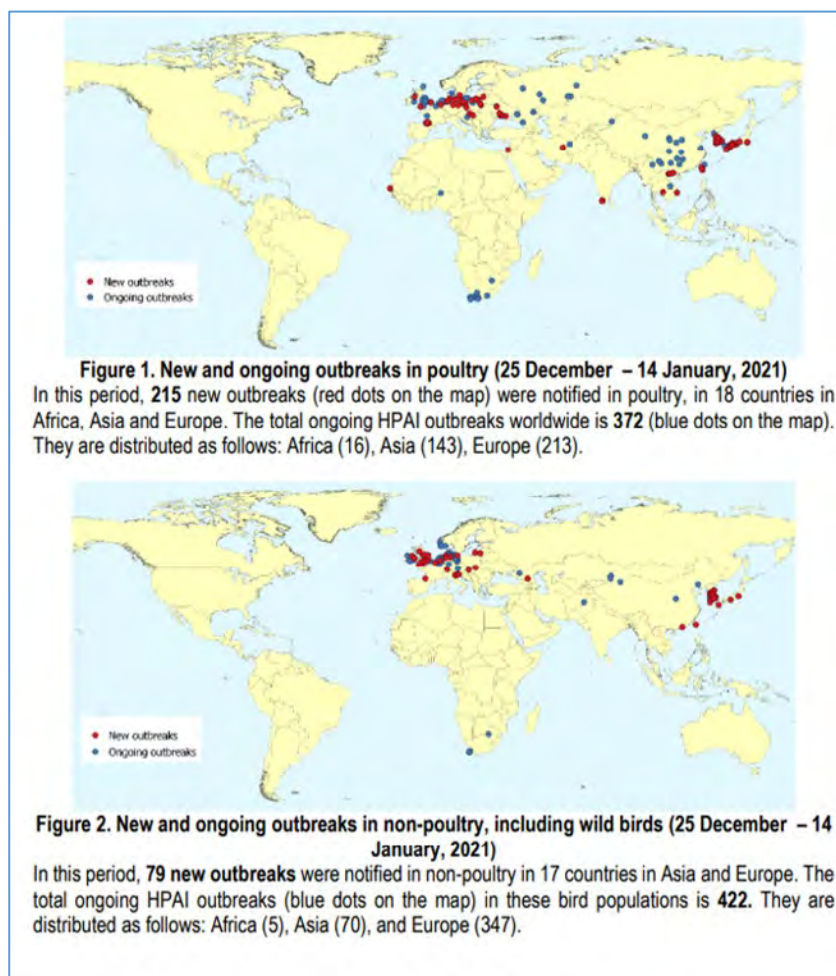 New outbreaks
Ongoing outbreaks
Figure 1. New and ongoing outbreaks in poultry (25 December – 14 January, 2021)
In this period, 215 new outbreaks (red dots on the map) were notified in poultry, in 18 countries in
Africa, Asia and Europe. The total ongoing HPAI outbreaks worldwide is 372 (blue dots on the map).
They are distributed as follows: Africa (16), Asia (143), Europe (213).
New outbreaks
Ongoing outbreaks
Figure 2. New and ongoing outbreaks in non-poultry, including wild birds (25 December – 14
January, 2021)
In this period, 79 new outbreaks were notified in non-poultry in 17 countries in Asia and Europe. The
total ongoing HPAI outbreaks (blue dots on the map) in these bird populations is 422. They are
distributed as follows: Africa (5), Asia (70), and Europe (347).